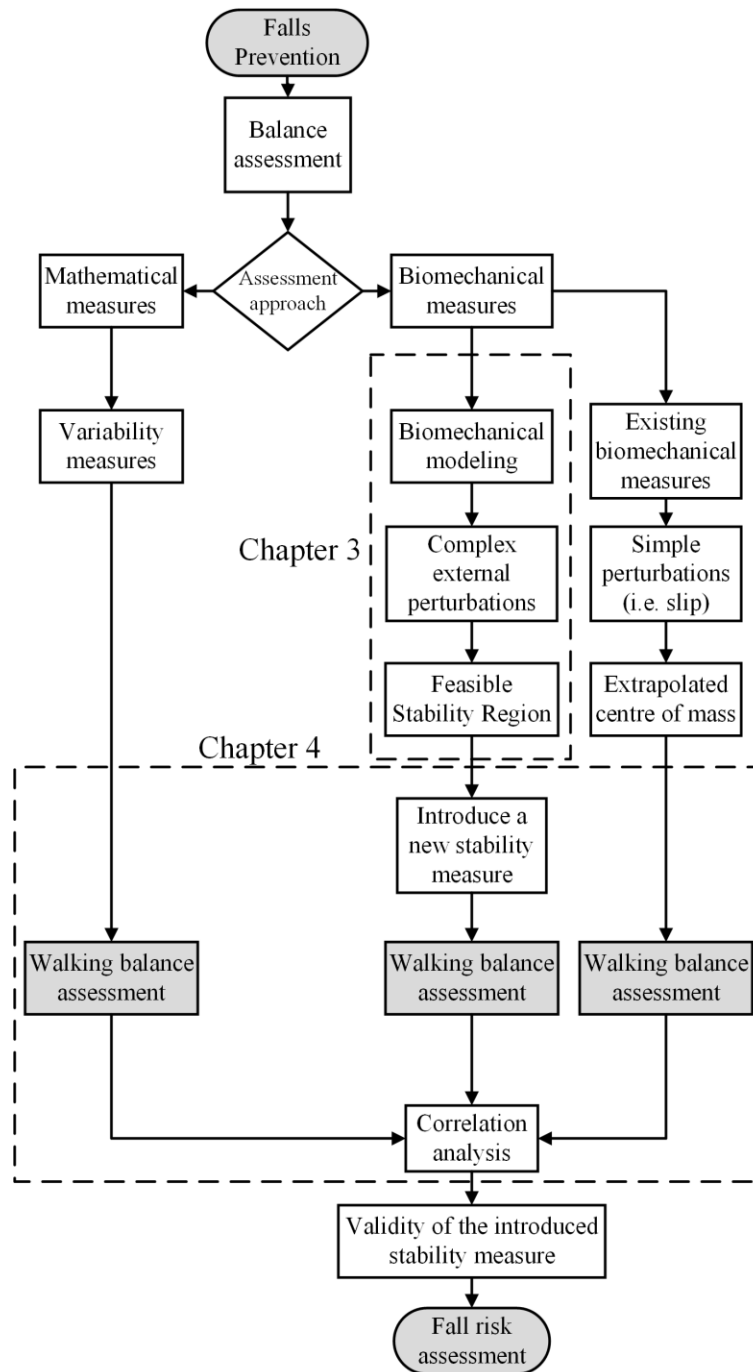 Falls
Prevention
Balance
assessment
Assessment
approach
Mathematical
measures
Biomechanical
measures
Variability
measures
Biomechanical
modeling
Existing
biomechanical
measures
Chapter 3
Complex
external
perturbations
Simple
perturbations
(i.e. slip)
Feasible
Stability Region
Extrapolated
centre of mass
Chapter 4
Introduce a
new stability
measure
Walking balance
assessment
Walking balance
assessment
Walking balance
assessment
Correlation
analysis
Validity of the introduced
stability measure
Fall risk
assessment